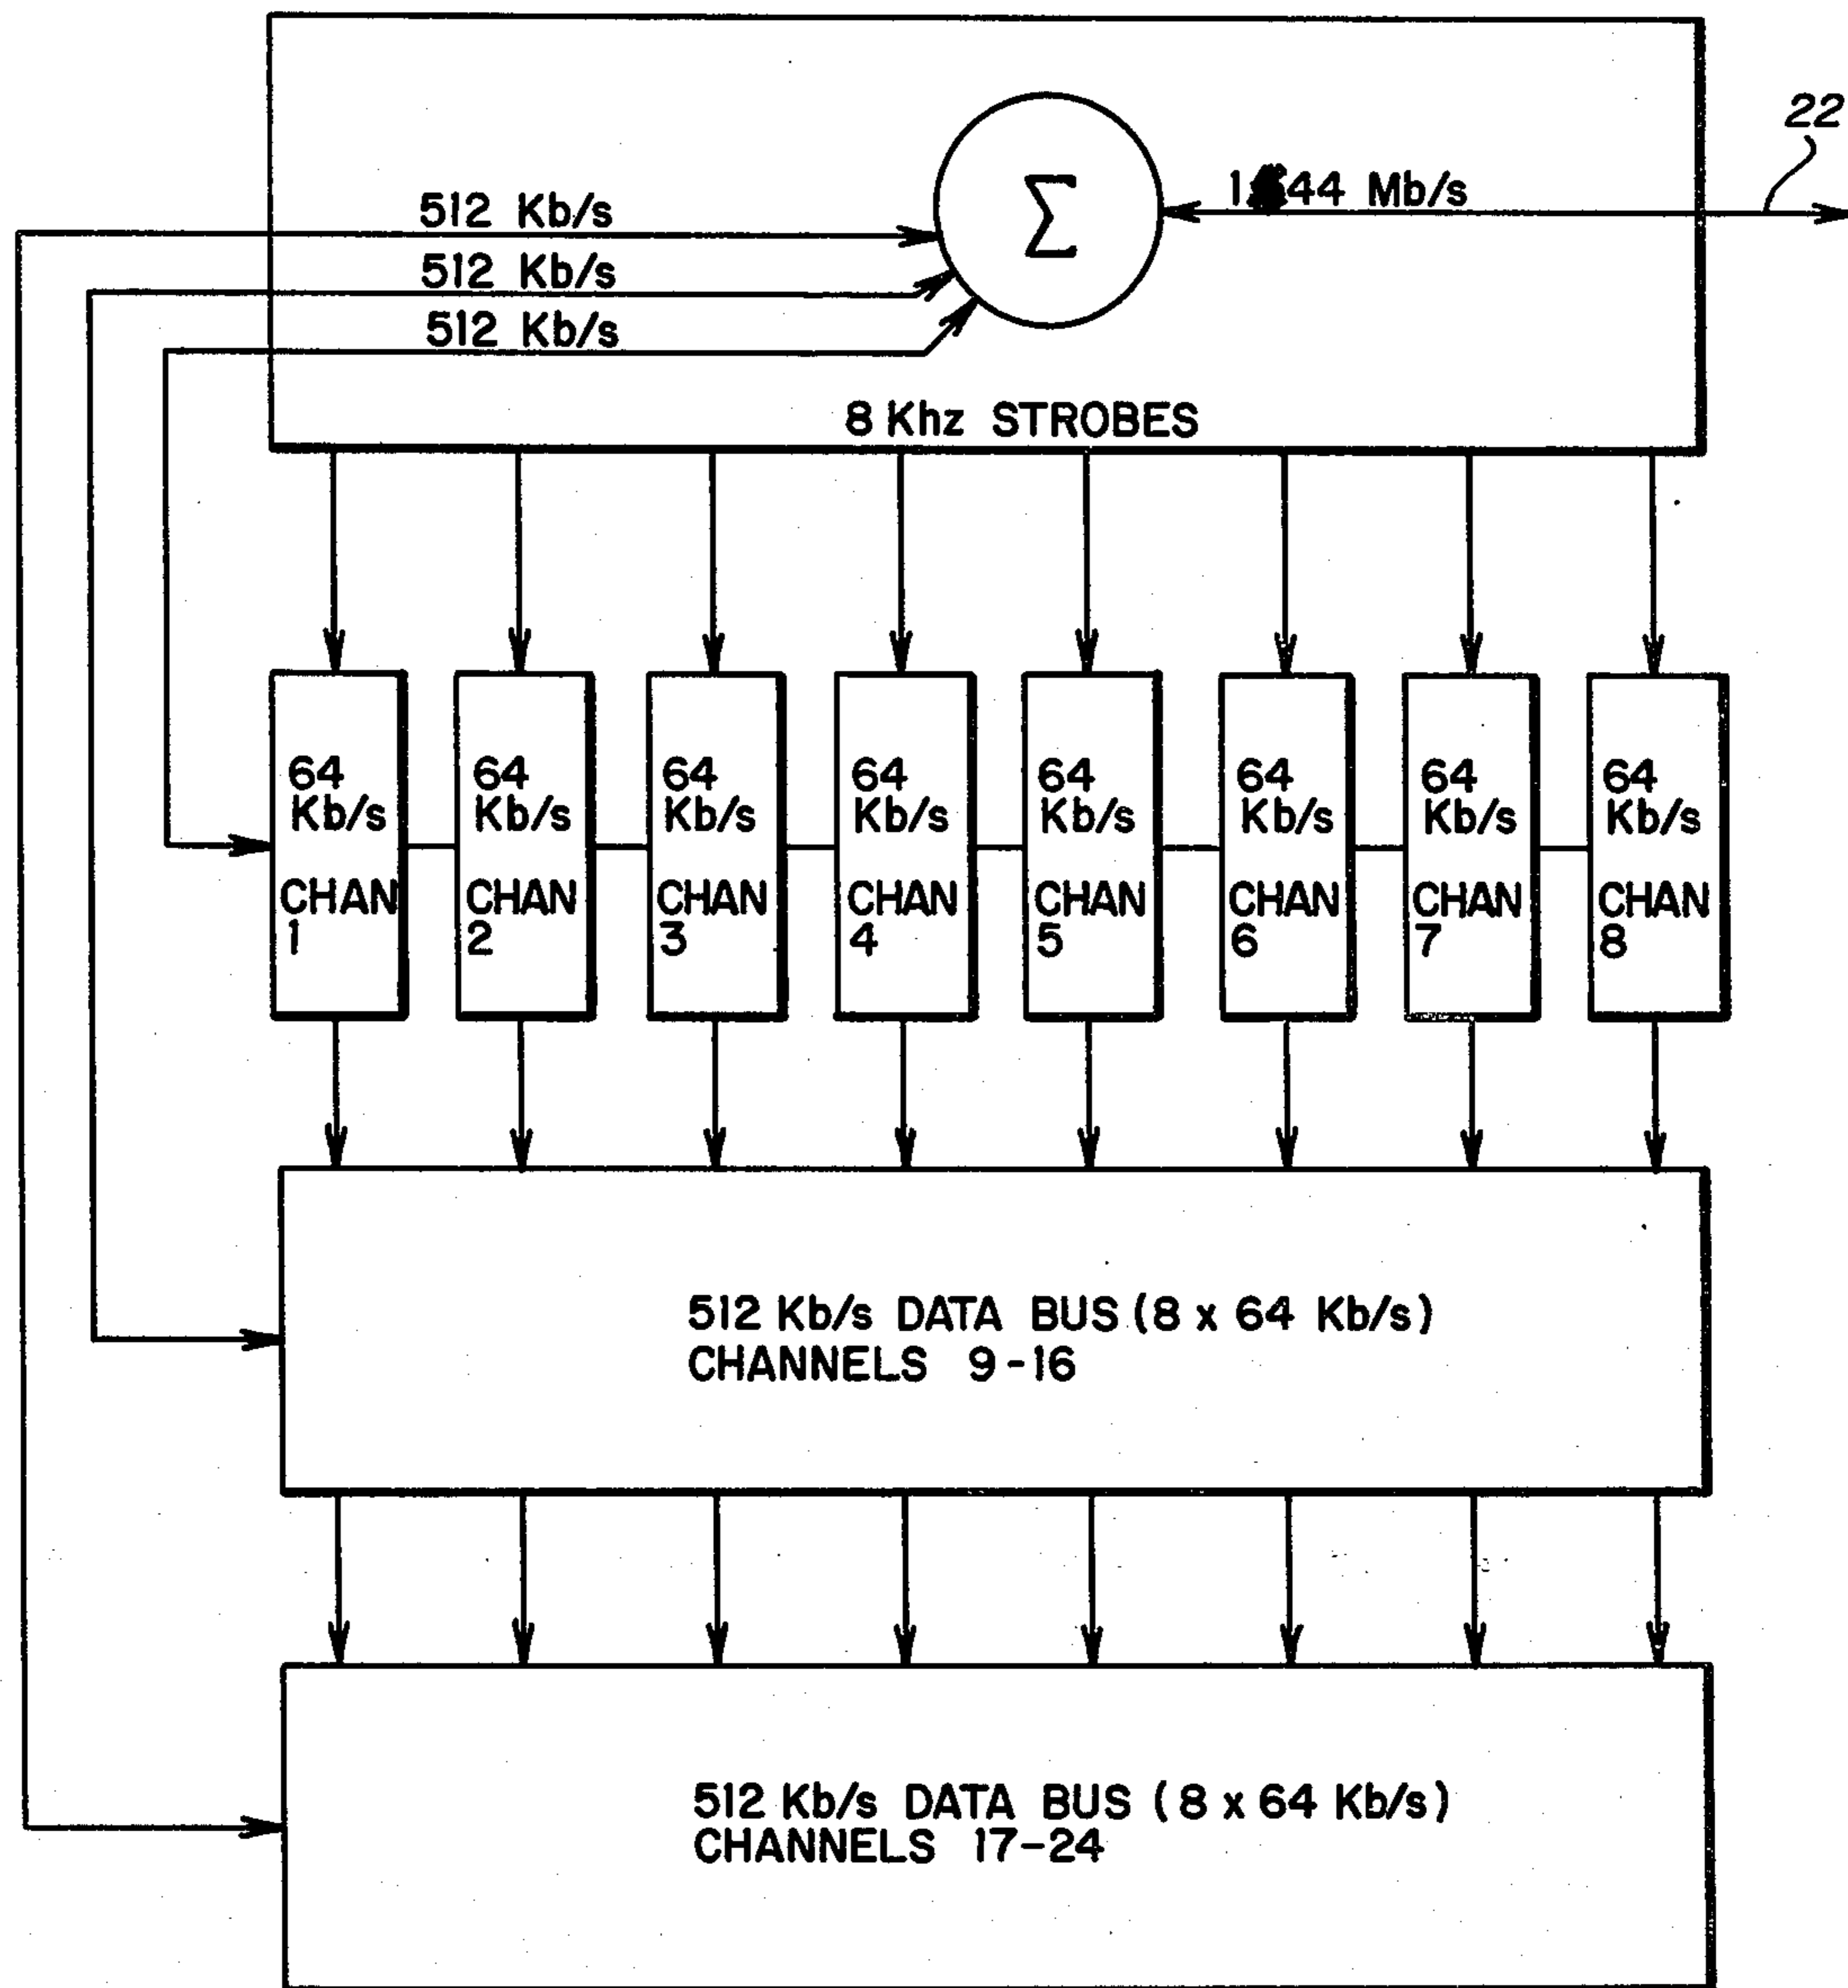 22
Σ
Mb/s
512 Kb/s
512 Kb/s
512 Kb/s
8 Khz STROBES
64
Kb/s
CHAN
1
64
Kb/s
CHAN
2
64
Kb/s
CHAN
3
64
Kb/s
CHAN
4
64
Kb/s
CHAN
5
64
Kb/s
CHAN
6
64
Kb/s
CHAN
7
64
Kb/s
CHAN
8
512 Kb/s DATA BUS (8 x 64 Kb/s)
CHANNELS 9-16
512 Kb/s DATA BUS (8 x 64 Kb/s)
CHANNELS 17-24